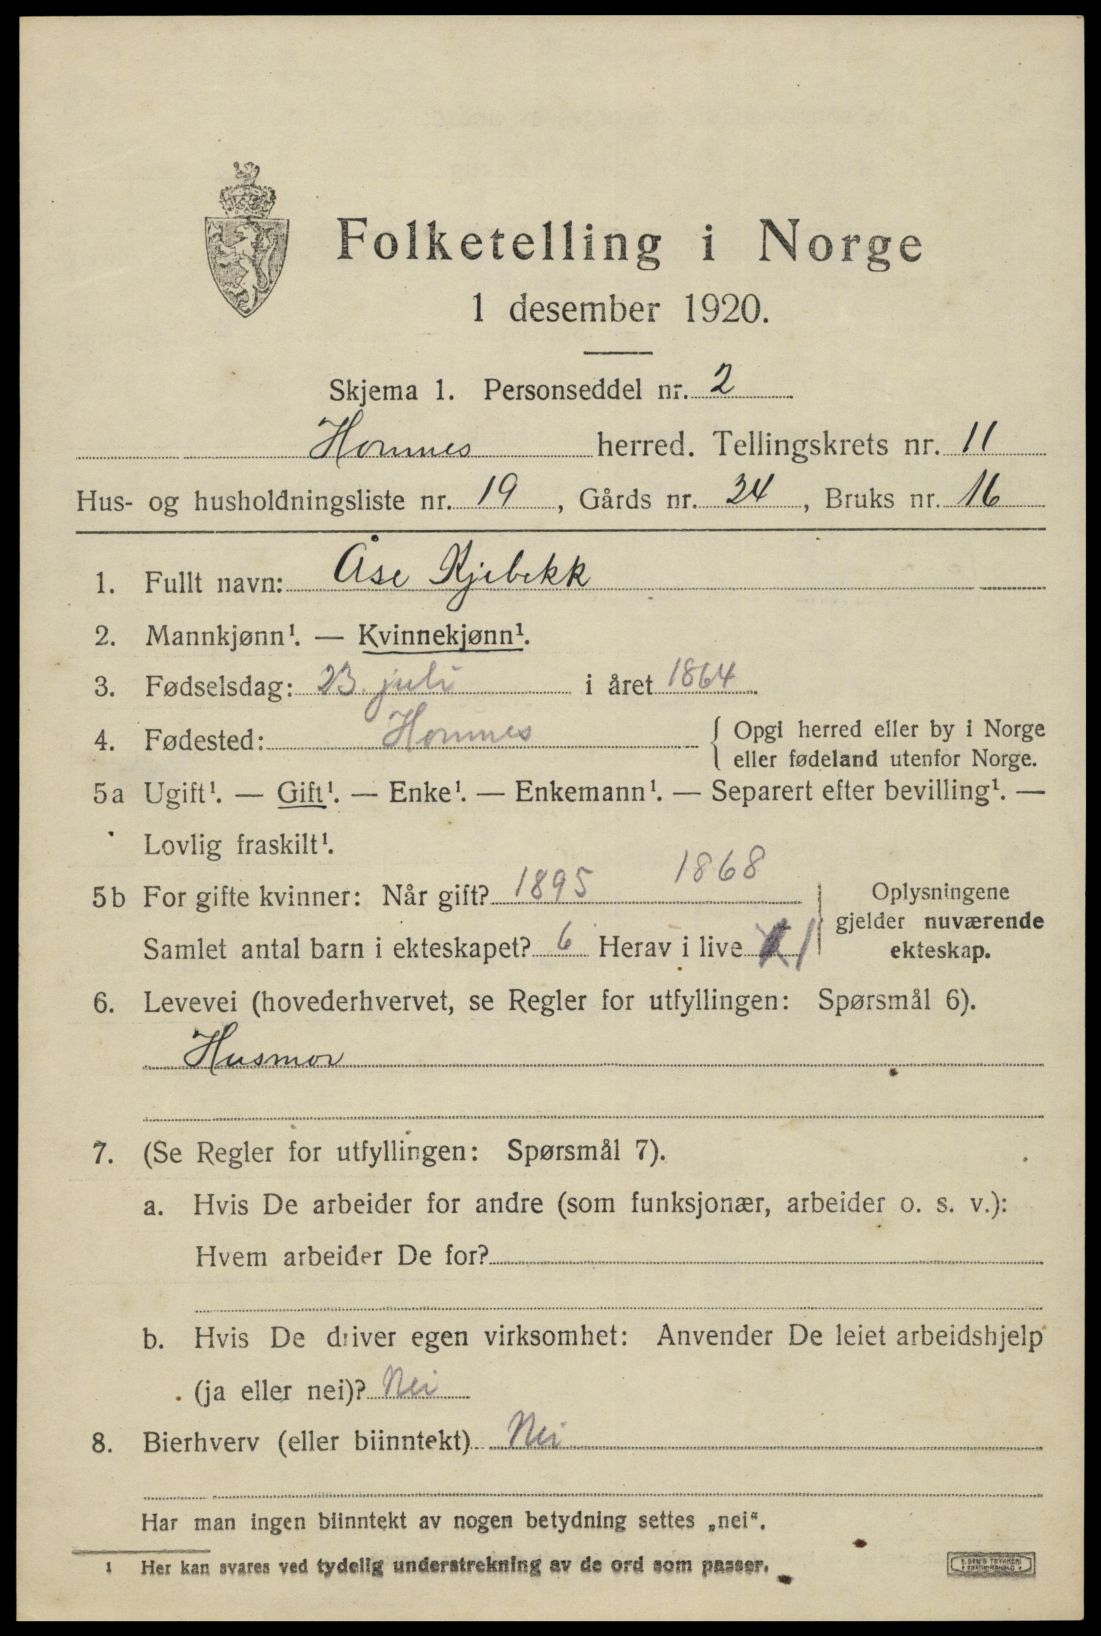 Folketelling i Norge
1 desember 1920.
Skjema 1. Personseddel nr. 2
Hornnes herred. Tellingskrets nr. 11
Hus- og husholdningsliste nr. 19, Gårds nr. 24, Bruks nr. 16
1. Fullt navn: Åse Kjebekk
2. Mannkjønn¹. — Kvinnekjønn¹.
3. Fødselsdag: 23. juli i året 1864.
4. Fødested: Hornnes { Opgi herred eller by i Norge
eller fødeland utenfor Norge.
5a Ugift¹. — Gift¹. — Enke¹. — Enkemann¹. — Separert efter bevilling¹. —
Lovlig fraskilt¹.
1868
5b For gifte kvinner: Når gift? 1895
Samlet antal barn i ekteskapet? 6 Herav i live 1
Oplysningene
gjelder nuværende
ekteskap.
6. Levevei (hovederhvervet, se Regler for utfyllingen: Spørsmål 6).
Husmor
7. (Se Regler for utfyllingen: Spørsmål 7).
a. Hvis De arbeider for andre (som funksjonær, arbeider o. s. v.):
Hvem arbeider De for?
b. Hvis De driver egen virksomhet: Anvender De leiet arbeidshjelp
(ja eller nei)? Nei
8. Bierhverv (eller biinntekt) Nei
Har man ingen biinntekt av nogen betydning settes „nei“.
¹ Her kan svares ved tydelig understrekning av de ord som passer.